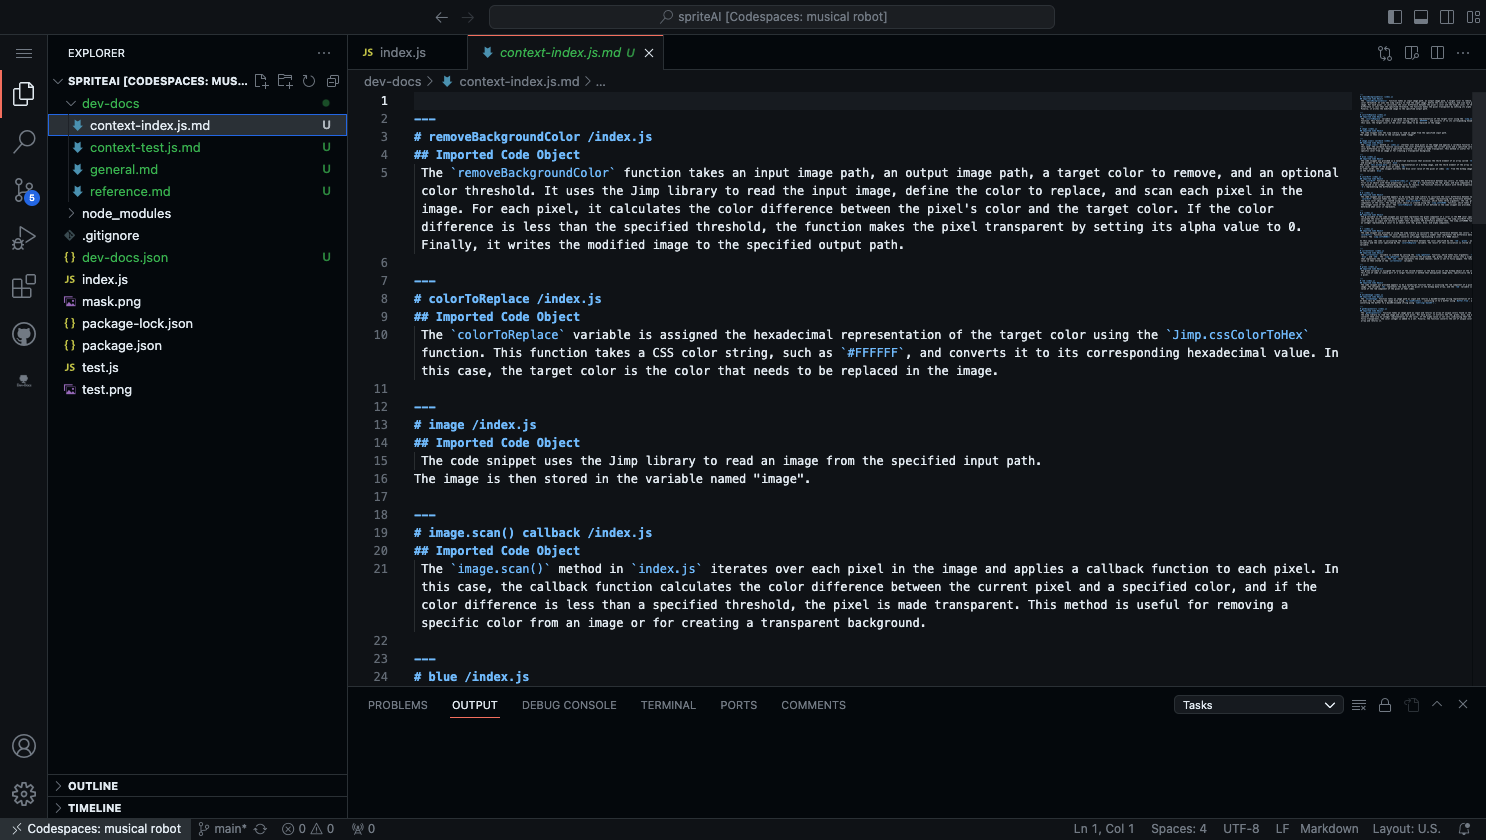 spriteAI [Codespaces: musical robot]
EXPLORER
SPRITEAI [CODESPACES: MUS...
dev-docs
context-index.js.md U
context-test.js.md U
general.md U
reference.md U
node_modules
.gitignore
{} dev-docs.json U
JS index.js
mask.png
{} package-lock.json
{} package.json
JS test.js
test.png
5
OUTLINE
TIMELINE
JS index.js
context-index.js.md U
dev-docs > context-index.js.md > ...
1
2 ---
3 # removeBackgroundColor /index.js
4 ## Imported Code Object
5 The `removeBackgroundColor` function takes an input image path, an output image path, a target color to remove, and an optional
color threshold. It uses the Jimp library to read the input image, define the color to replace, and scan each pixel in the
image. For each pixel, it calculates the color difference between the pixel's color and the target color. If the color
difference is less than the specified threshold, the function makes the pixel transparent by setting its alpha value to 0.
Finally, it writes the modified image to the specified output path.
6
7 ---
8 # colorToReplace /index.js
9 ## Imported Code Object
10 The `colorToReplace` variable is assigned the hexadecimal representation of the target color using the `Jimp.cssColorToHex`
function. This function takes a CSS color string, such as `#FFFFFF`, and converts it to its corresponding hexadecimal value. In
this case, the target color is the color that needs to be replaced in the image.
11
12 ---
13 # image /index.js
14 ## Imported Code Object
15 The code snippet uses the Jimp library to read an image from the specified input path.
16 The image is then stored in the variable named "image".
17
18 ---
19 # image.scan() callback /index.js
20 ## Imported Code Object
21 The `image.scan()` method in `index.js` iterates over each pixel in the image and applies a callback function to each pixel. In
this case, the callback function calculates the color difference between the current pixel and a specified color, and if the
color difference is less than a specified threshold, the pixel is made transparent. This method is useful for removing a
specific color from an image or for creating a transparent background.
22
23 ---
24 # blue /index.js
PROBLEMS OUTPUT DEBUG CONSOLE TERMINAL PORTS COMMENTS
Tasks
Codespaces: musical robot main* 0 0 0
Ln 1, Col 1 Spaces: 4 UTF-8 LF Markdown Layout: U.S.